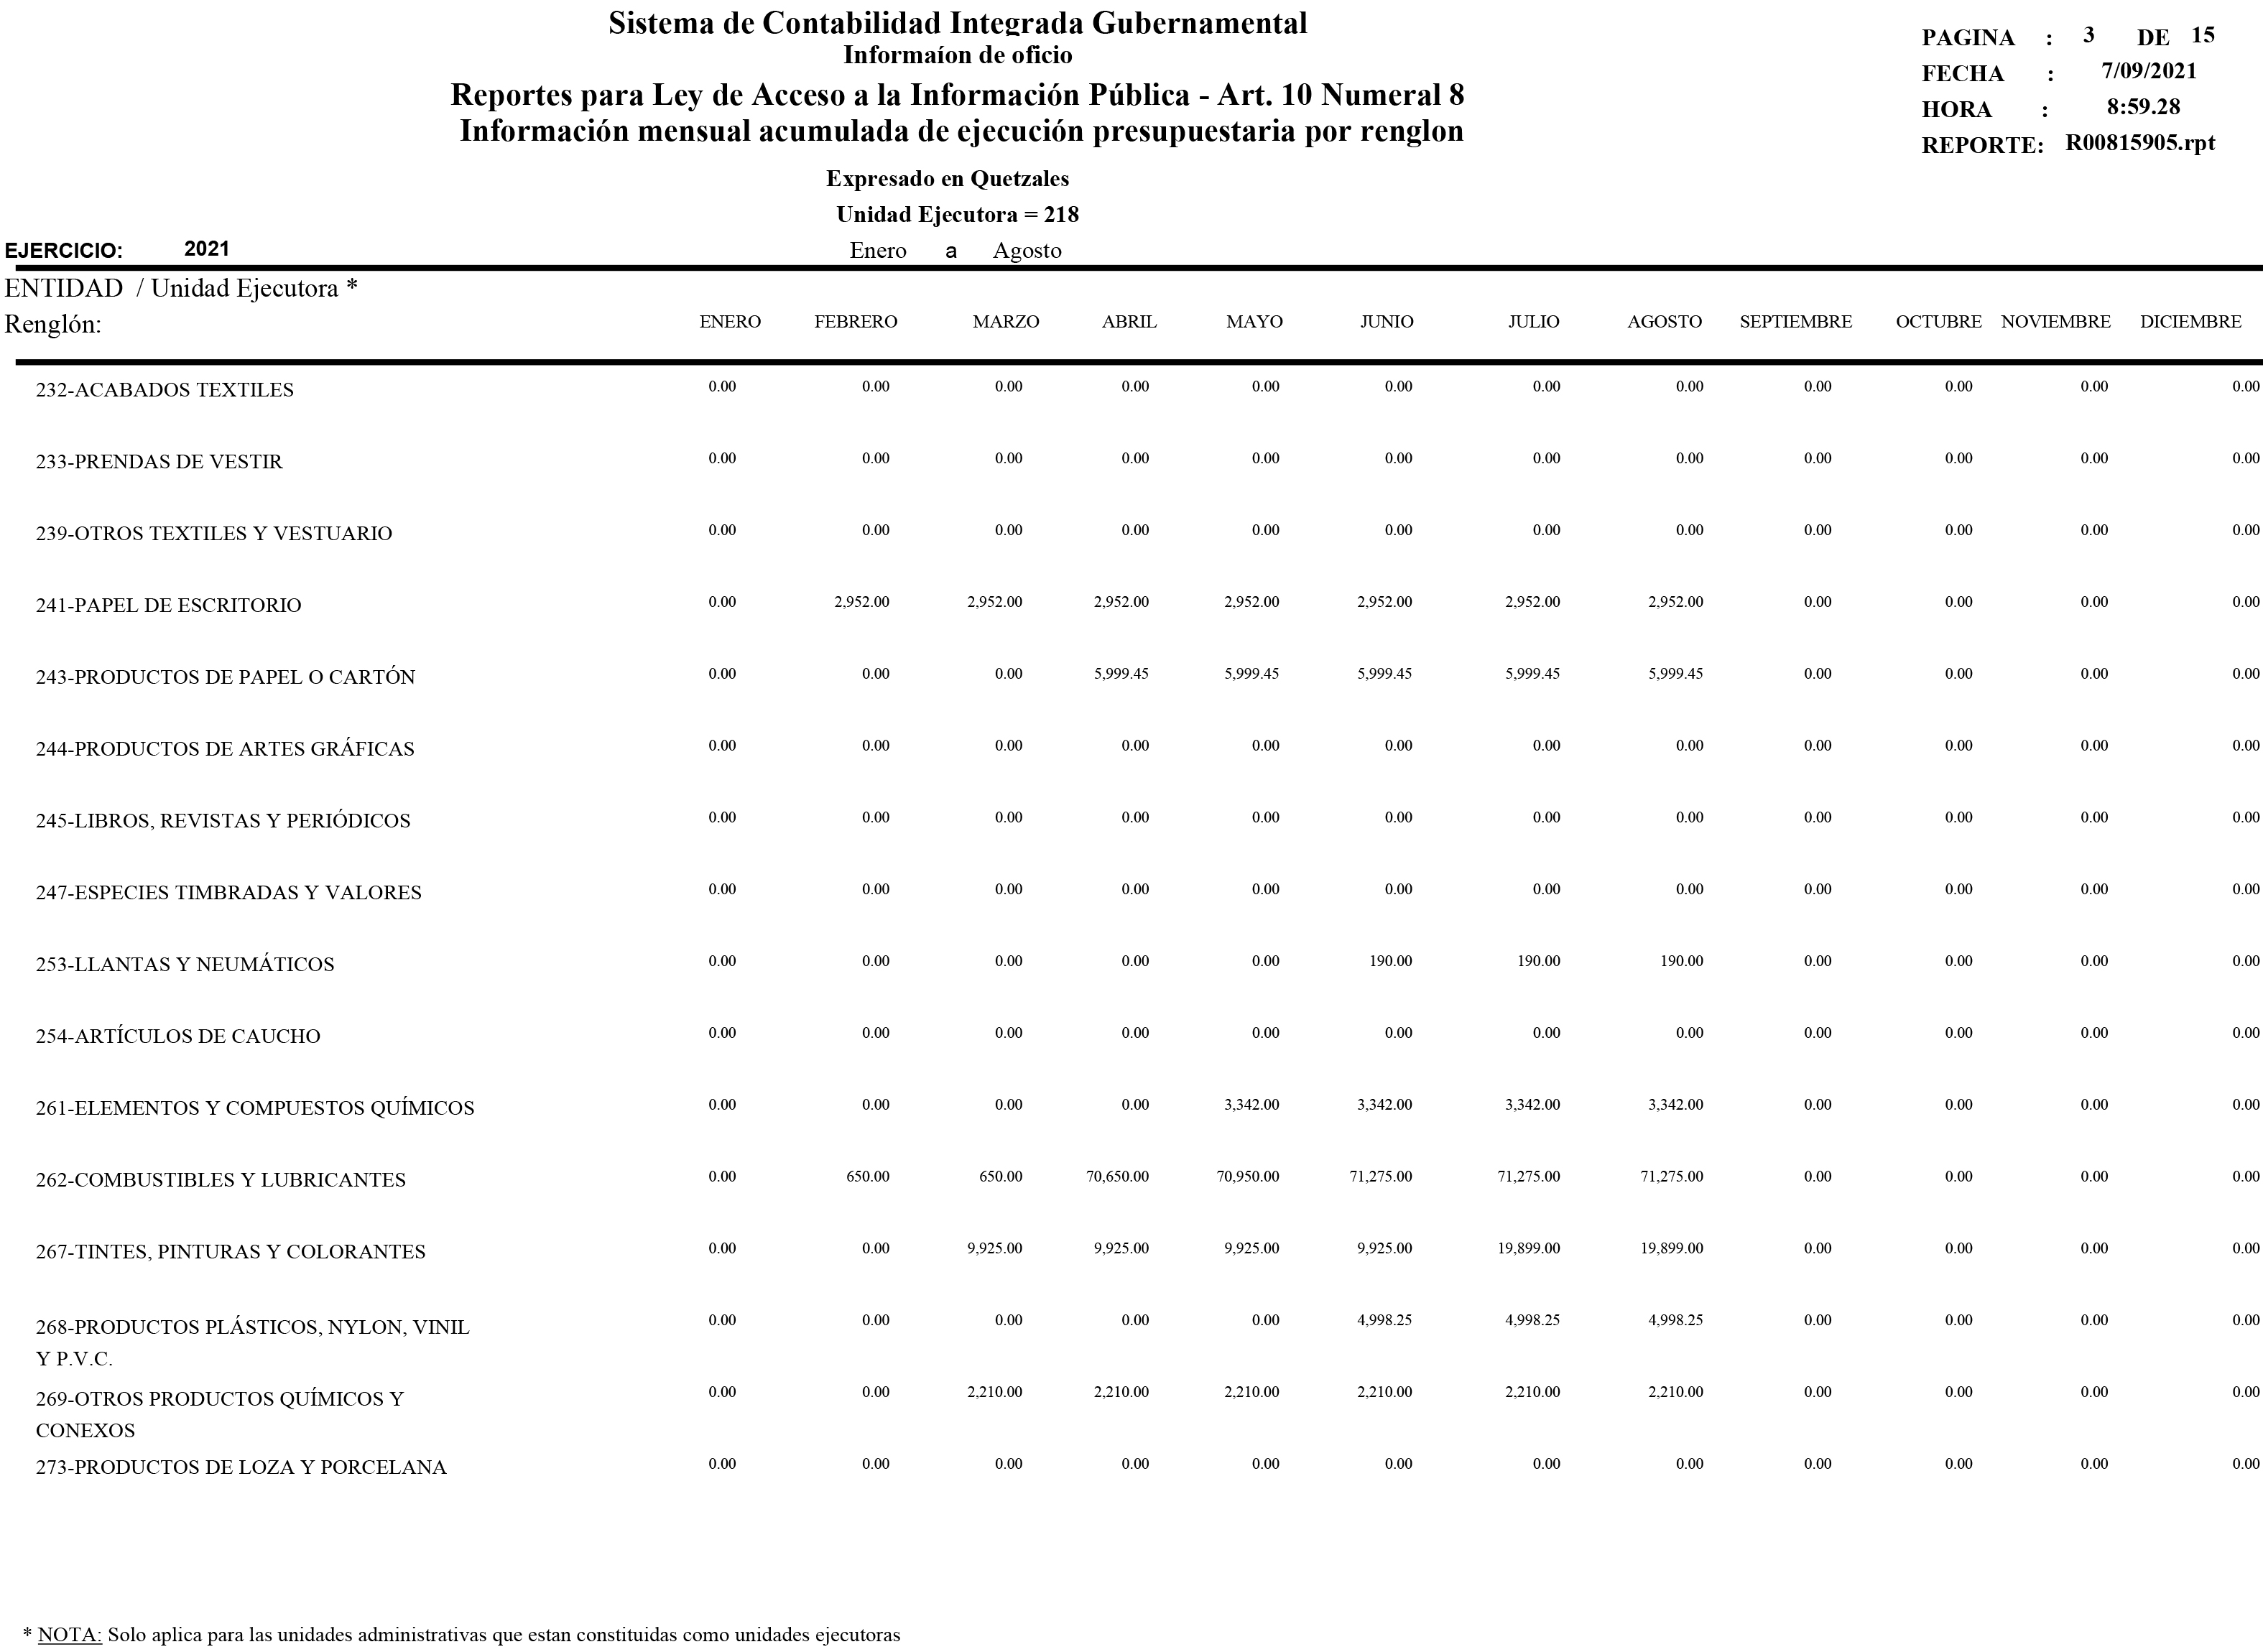 Sistema de Contabilidad Integrada Gubernamental
Informaíon de oficio
Reportes para Ley de Acceso a la Información Pública - Art. 10 Numeral 8
Información mensual acumulada de ejecución presupuestaria por renglon
PAGINA : 3 DE 15
FECHA : 7/09/2021
HORA : 8:59.28
REPORTE: R00815905.rpt
Expresado en Quetzales
Unidad Ejecutora = 218
EJERCICIO: 2021 Enero a Agosto
ENTIDAD / Unidad Ejecutora *
Renglón: ENERO FEBRERO MARZO ABRIL MAYO JUNIO JULIO AGOSTO SEPTIEMBRE OCTUBRE NOVIEMBRE DICIEMBRE
232-ACABADOS TEXTILES 0.00 0.00 0.00 0.00 0.00 0.00 0.00 0.00 0.00 0.00 0.00 0.00
233-PRENDAS DE VESTIR 0.00 0.00 0.00 0.00 0.00 0.00 0.00 0.00 0.00 0.00 0.00 0.00
239-OTROS TEXTILES Y VESTUARIO 0.00 0.00 0.00 0.00 0.00 0.00 0.00 0.00 0.00 0.00 0.00 0.00
241-PAPEL DE ESCRITORIO 0.00 2,952.00 2,952.00 2,952.00 2,952.00 2,952.00 2,952.00 2,952.00 0.00 0.00 0.00 0.00
243-PRODUCTOS DE PAPEL O CARTÓN 0.00 0.00 0.00 5,999.45 5,999.45 5,999.45 5,999.45 5,999.45 0.00 0.00 0.00 0.00
244-PRODUCTOS DE ARTES GRÁFICAS 0.00 0.00 0.00 0.00 0.00 0.00 0.00 0.00 0.00 0.00 0.00 0.00
245-LIBROS, REVISTAS Y PERIÓDICOS 0.00 0.00 0.00 0.00 0.00 0.00 0.00 0.00 0.00 0.00 0.00 0.00
247-ESPECIES TIMBRADAS Y VALORES 0.00 0.00 0.00 0.00 0.00 0.00 0.00 0.00 0.00 0.00 0.00 0.00
253-LLANTAS Y NEUMÁTICOS 0.00 0.00 0.00 0.00 0.00 190.00 190.00 190.00 0.00 0.00 0.00 0.00
254-ARTÍCULOS DE CAUCHO 0.00 0.00 0.00 0.00 0.00 0.00 0.00 0.00 0.00 0.00 0.00 0.00
261-ELEMENTOS Y COMPUESTOS QUÍMICOS 0.00 0.00 0.00 0.00 3,342.00 3,342.00 3,342.00 3,342.00 0.00 0.00 0.00 0.00
262-COMBUSTIBLES Y LUBRICANTES 0.00 650.00 650.00 70,650.00 70,950.00 71,275.00 71,275.00 71,275.00 0.00 0.00 0.00 0.00
267-TINTES, PINTURAS Y COLORANTES 0.00 0.00 9,925.00 9,925.00 9,925.00 9,925.00 19,899.00 19,899.00 0.00 0.00 0.00 0.00
268-PRODUCTOS PLÁSTICOS, NYLON, VINIL 0.00 0.00 0.00 0.00 0.00 4,998.25 4,998.25 4,998.25 0.00 0.00 0.00 0.00
Y P.V.C.
269-OTROS PRODUCTOS QUÍMICOS Y 0.00 0.00 2,210.00 2,210.00 2,210.00 2,210.00 2,210.00 2,210.00 0.00 0.00 0.00 0.00
CONEXOS
273-PRODUCTOS DE LOZA Y PORCELANA 0.00 0.00 0.00 0.00 0.00 0.00 0.00 0.00 0.00 0.00 0.00 0.00
* NOTA: Solo aplica para las unidades administrativas que estan constituidas como unidades ejecutoras